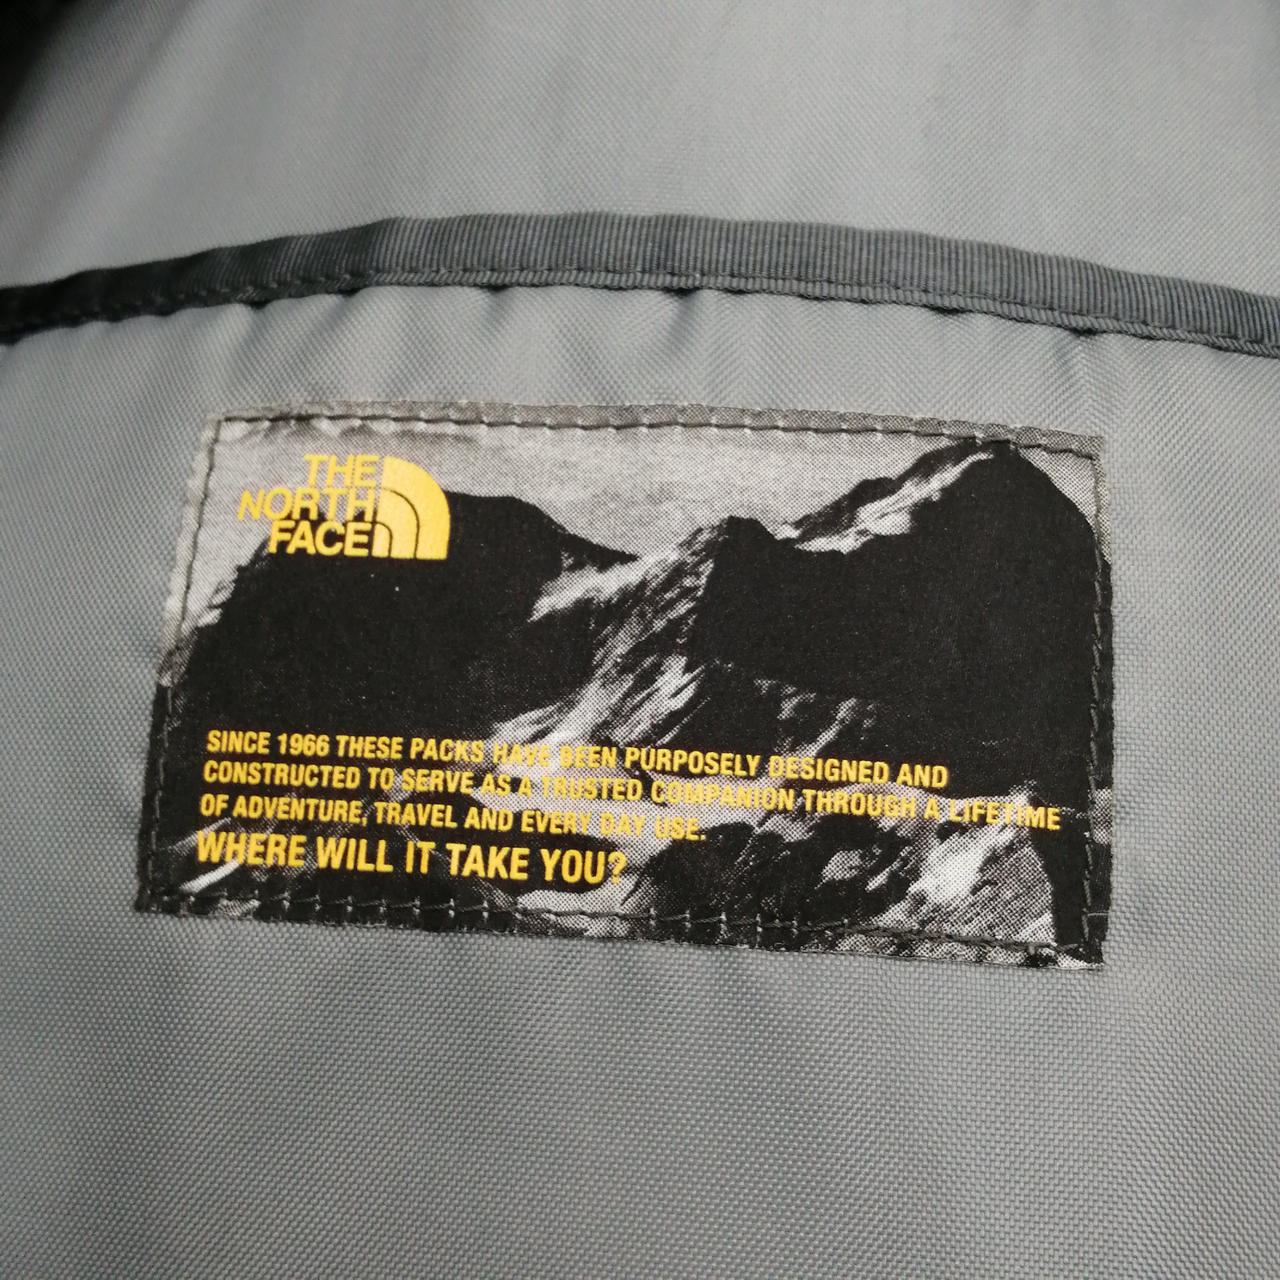 THE
NORTH
FACE
SINCE 1966 THESE PACKS HAVE BEEN PURPOSELY DESIGNED AND
CONSTRUCTED TO SERVE AS A TRUSTED COMPANION THROUGH A LIFETIME
OF ADVENTURE, TRAVEL AND EVERY DAY USE.
WHERE WILL IT TAKE YOU?